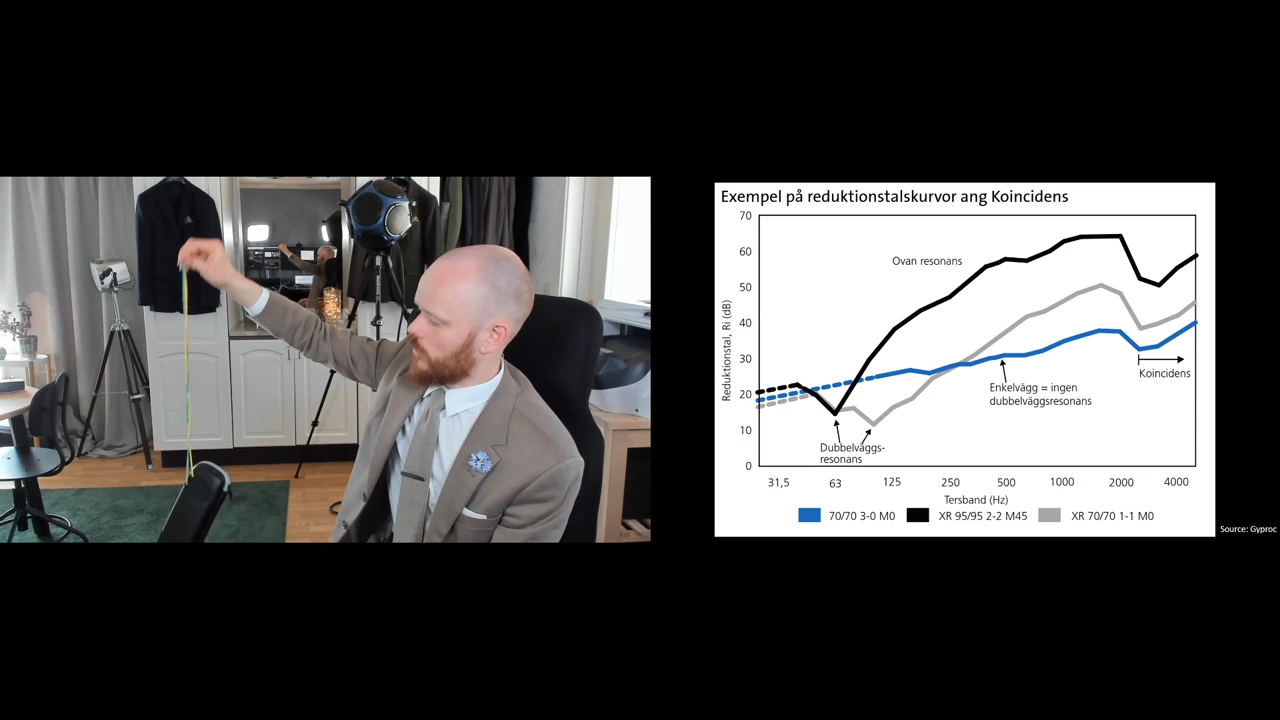 Exempel på reduktionstalskurvor ang Koincidens
70
60
50
40
30
20
10
0
Reduktionstal, Ri (dB)
Ovan resonans
Enkelvägg = ingen
dubbelväggsresonans
Koincidens
Dubbelväggs-
resonans
31,5 63 125 250 500 1000 2000 4000
Tersband (Hz)
70/70 3-0 M0 XR 95/95 2-2 M45 XR 70/70 1-1 M0
Source: Gyproc